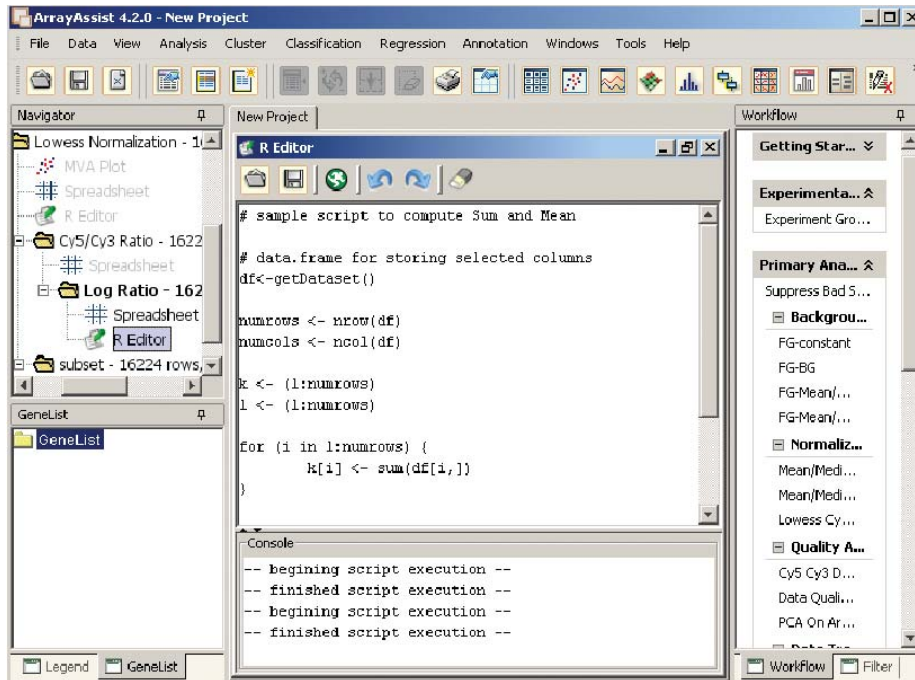 ArrayAssist 4.2.0 - New Project
File Data View Analysis Cluster Classification Regression Annotation Windows Tools Help
Navigator
Lowess Normalization - 1
MVA Plot
Spreadsheet
R Editor
Cy5/Cy3 Ratio - 1622
Spreadsheet
Log Ratio - 162
Spreadsheet
R Editor
subset - 16224 rows,
GeneList
GeneList
Legend
GeneList
New Project
R Editor
# sample script to compute Sum and Mean
# data.frame for storing selected columns
df<-getDataset()
numrows <- nrow(df)
numcols <- ncol(df)
k <- (1:numrows)
l <- (1:numrows)
for (i in 1:numrows) {
k[i] <- sum(df[i,])
}
Console
-- begining script execution --
-- finished script execution --
-- begining script execution --
-- finished script execution --
Workflow
Getting Star...
Experimenta...
Experiment Gro...
Primary Ana...
Suppress Bad S...
Backgrou...
FG-constant
FG-BG
FG-Mean/...
FG-Mean/...
Normaliz...
Mean/Medi...
Mean/Medi...
Lowess Cy...
Quality A...
Cy5 Cy3 D...
Data Quali...
PCA On Ar...
Workflow
Filter